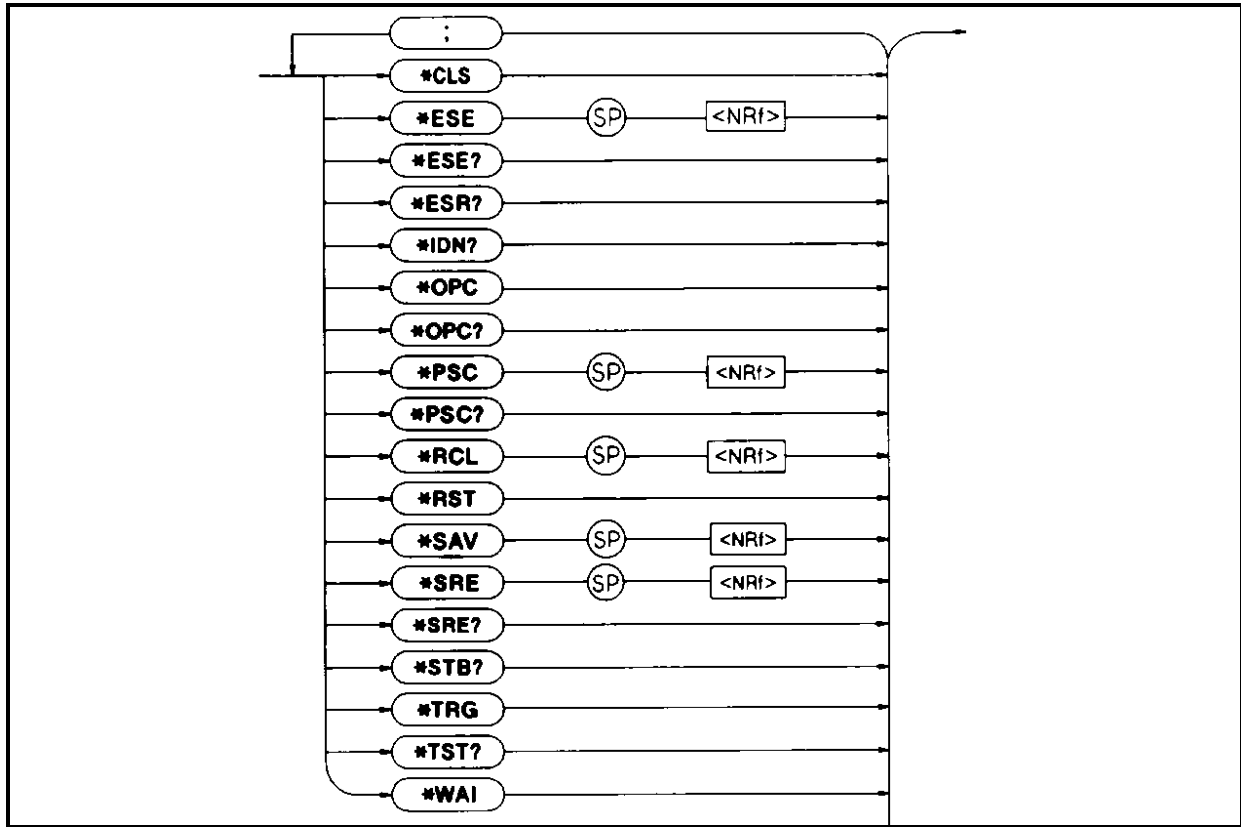 ;
*CLS
*ESE SP <NRf>
*ESE?
*ESR?
*IDN?
*OPC
*OPC?
*PSC SP <NRf>
*PSC?
*RCL SP <NRf>
*RST
*SAV SP <NRf>
*SRE SP <NRf>
*SRE?
*STB?
*TRG
*TST?
*WAI